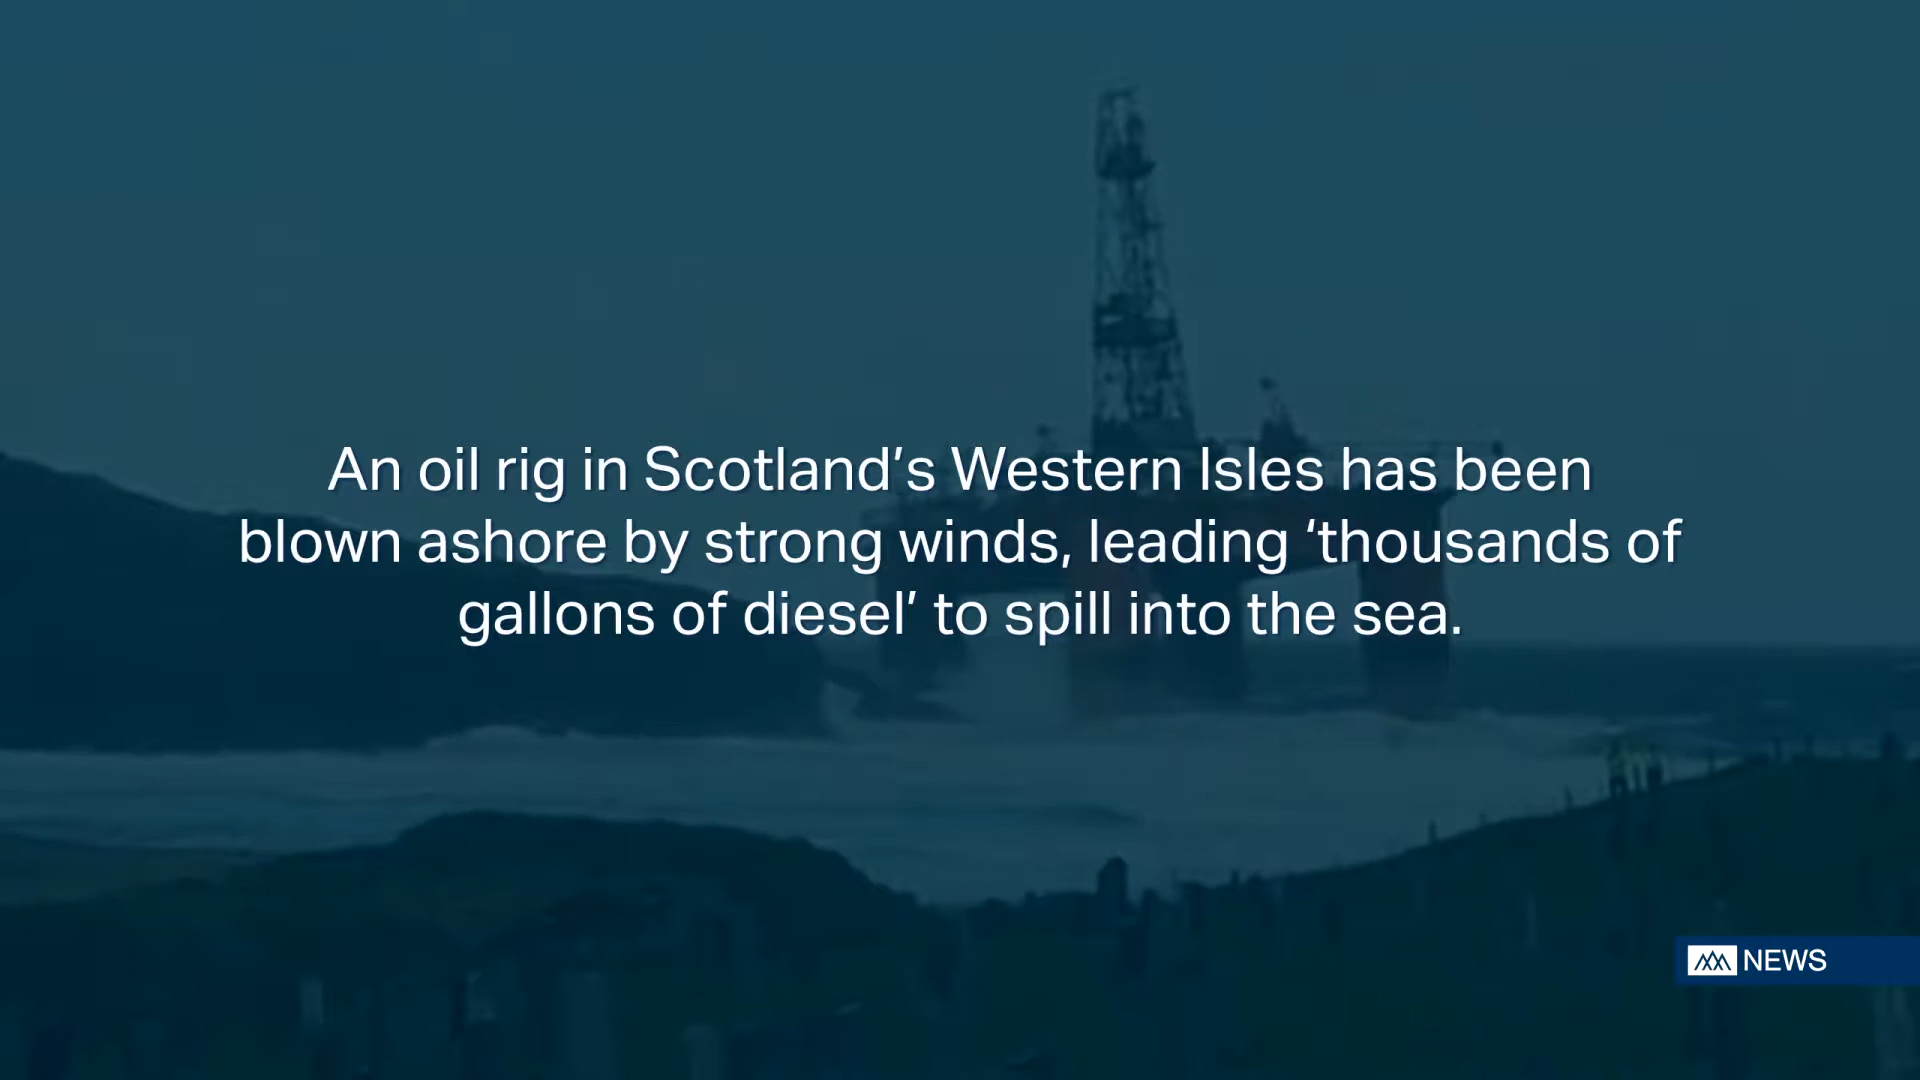 An oil rig in Scotland’s Western Isles has been
blown ashore by strong winds, leading ‘thousands of
gallons of diesel’ to spill into the sea.
NEWS